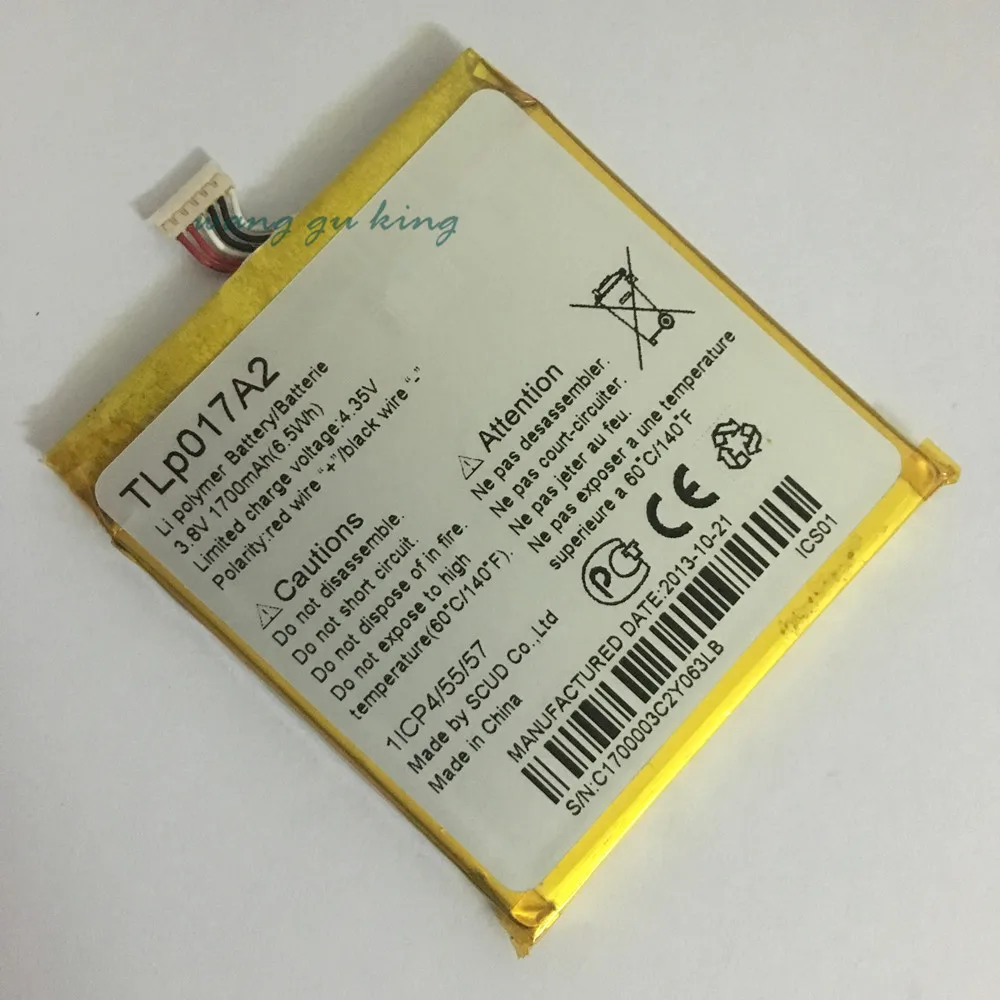 wang gu king
TLp017A2
Li polymer Battery/Batterie
3.8V 1700mAh(6.5Wh)
Limited charge voltage:4.35V
Polarity:red wire “+”/black wire “-”
Cautions
Do not disassemble.
Do not short circuit.
Do not dispose of in fire.
Do not expose to high
temperature(60°C/140°F).
Attention
Ne pas desassembler.
Ne pas court-circuiter.
Ne pas jeter au feu.
Ne pas exposer a une temperature
superieure a 60°C/140°F
1ICP4/55/57
Made by SCUD Co.,Ltd
Made in China
PCT CE
MANUFACTURED DATE:2013-10-21
ICS01
S/N:C1700003C2Y063LB